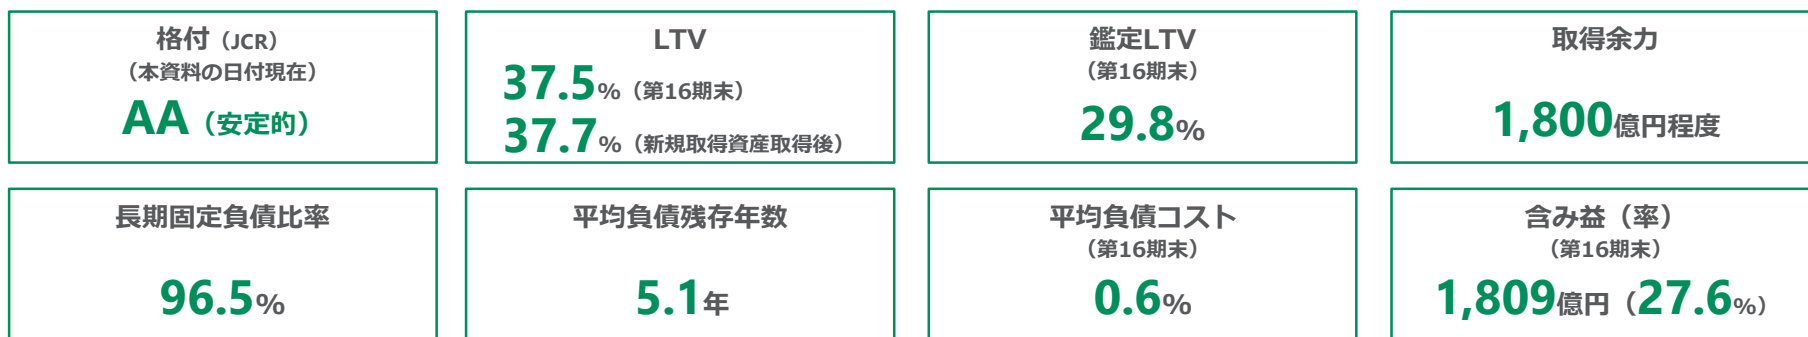 格付（JCR）
（本資料の日付現在）
AA（安定的）
LTV
37.5%（第16期末）
37.7%（新規取得資産取得後）
鑑定LTV
（第16期末）
29.8%
取得余力
1,800億円程度
長期固定負債比率
96.5%
平均負債残存年数
5.1年
平均負債コスト
（第16期末）
0.6%
含み益（率）
（第16期末）
1,809億円（27.6%）